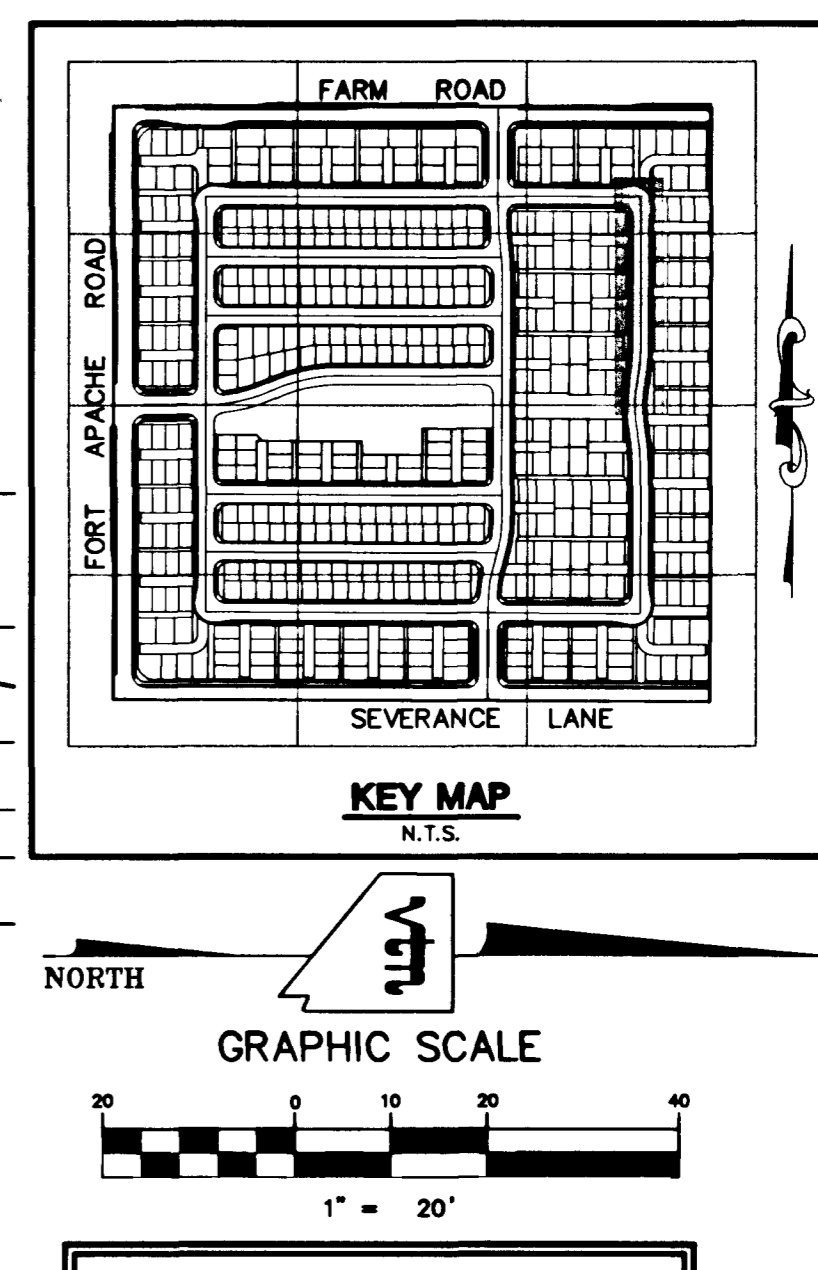 FARM ROAD
FORT APACHE ROAD
SEVERANCE LANE
KEY MAP
N.T.S.
NORTH
vtn
GRAPHIC SCALE
20 0 10 20 40
1" = 20'